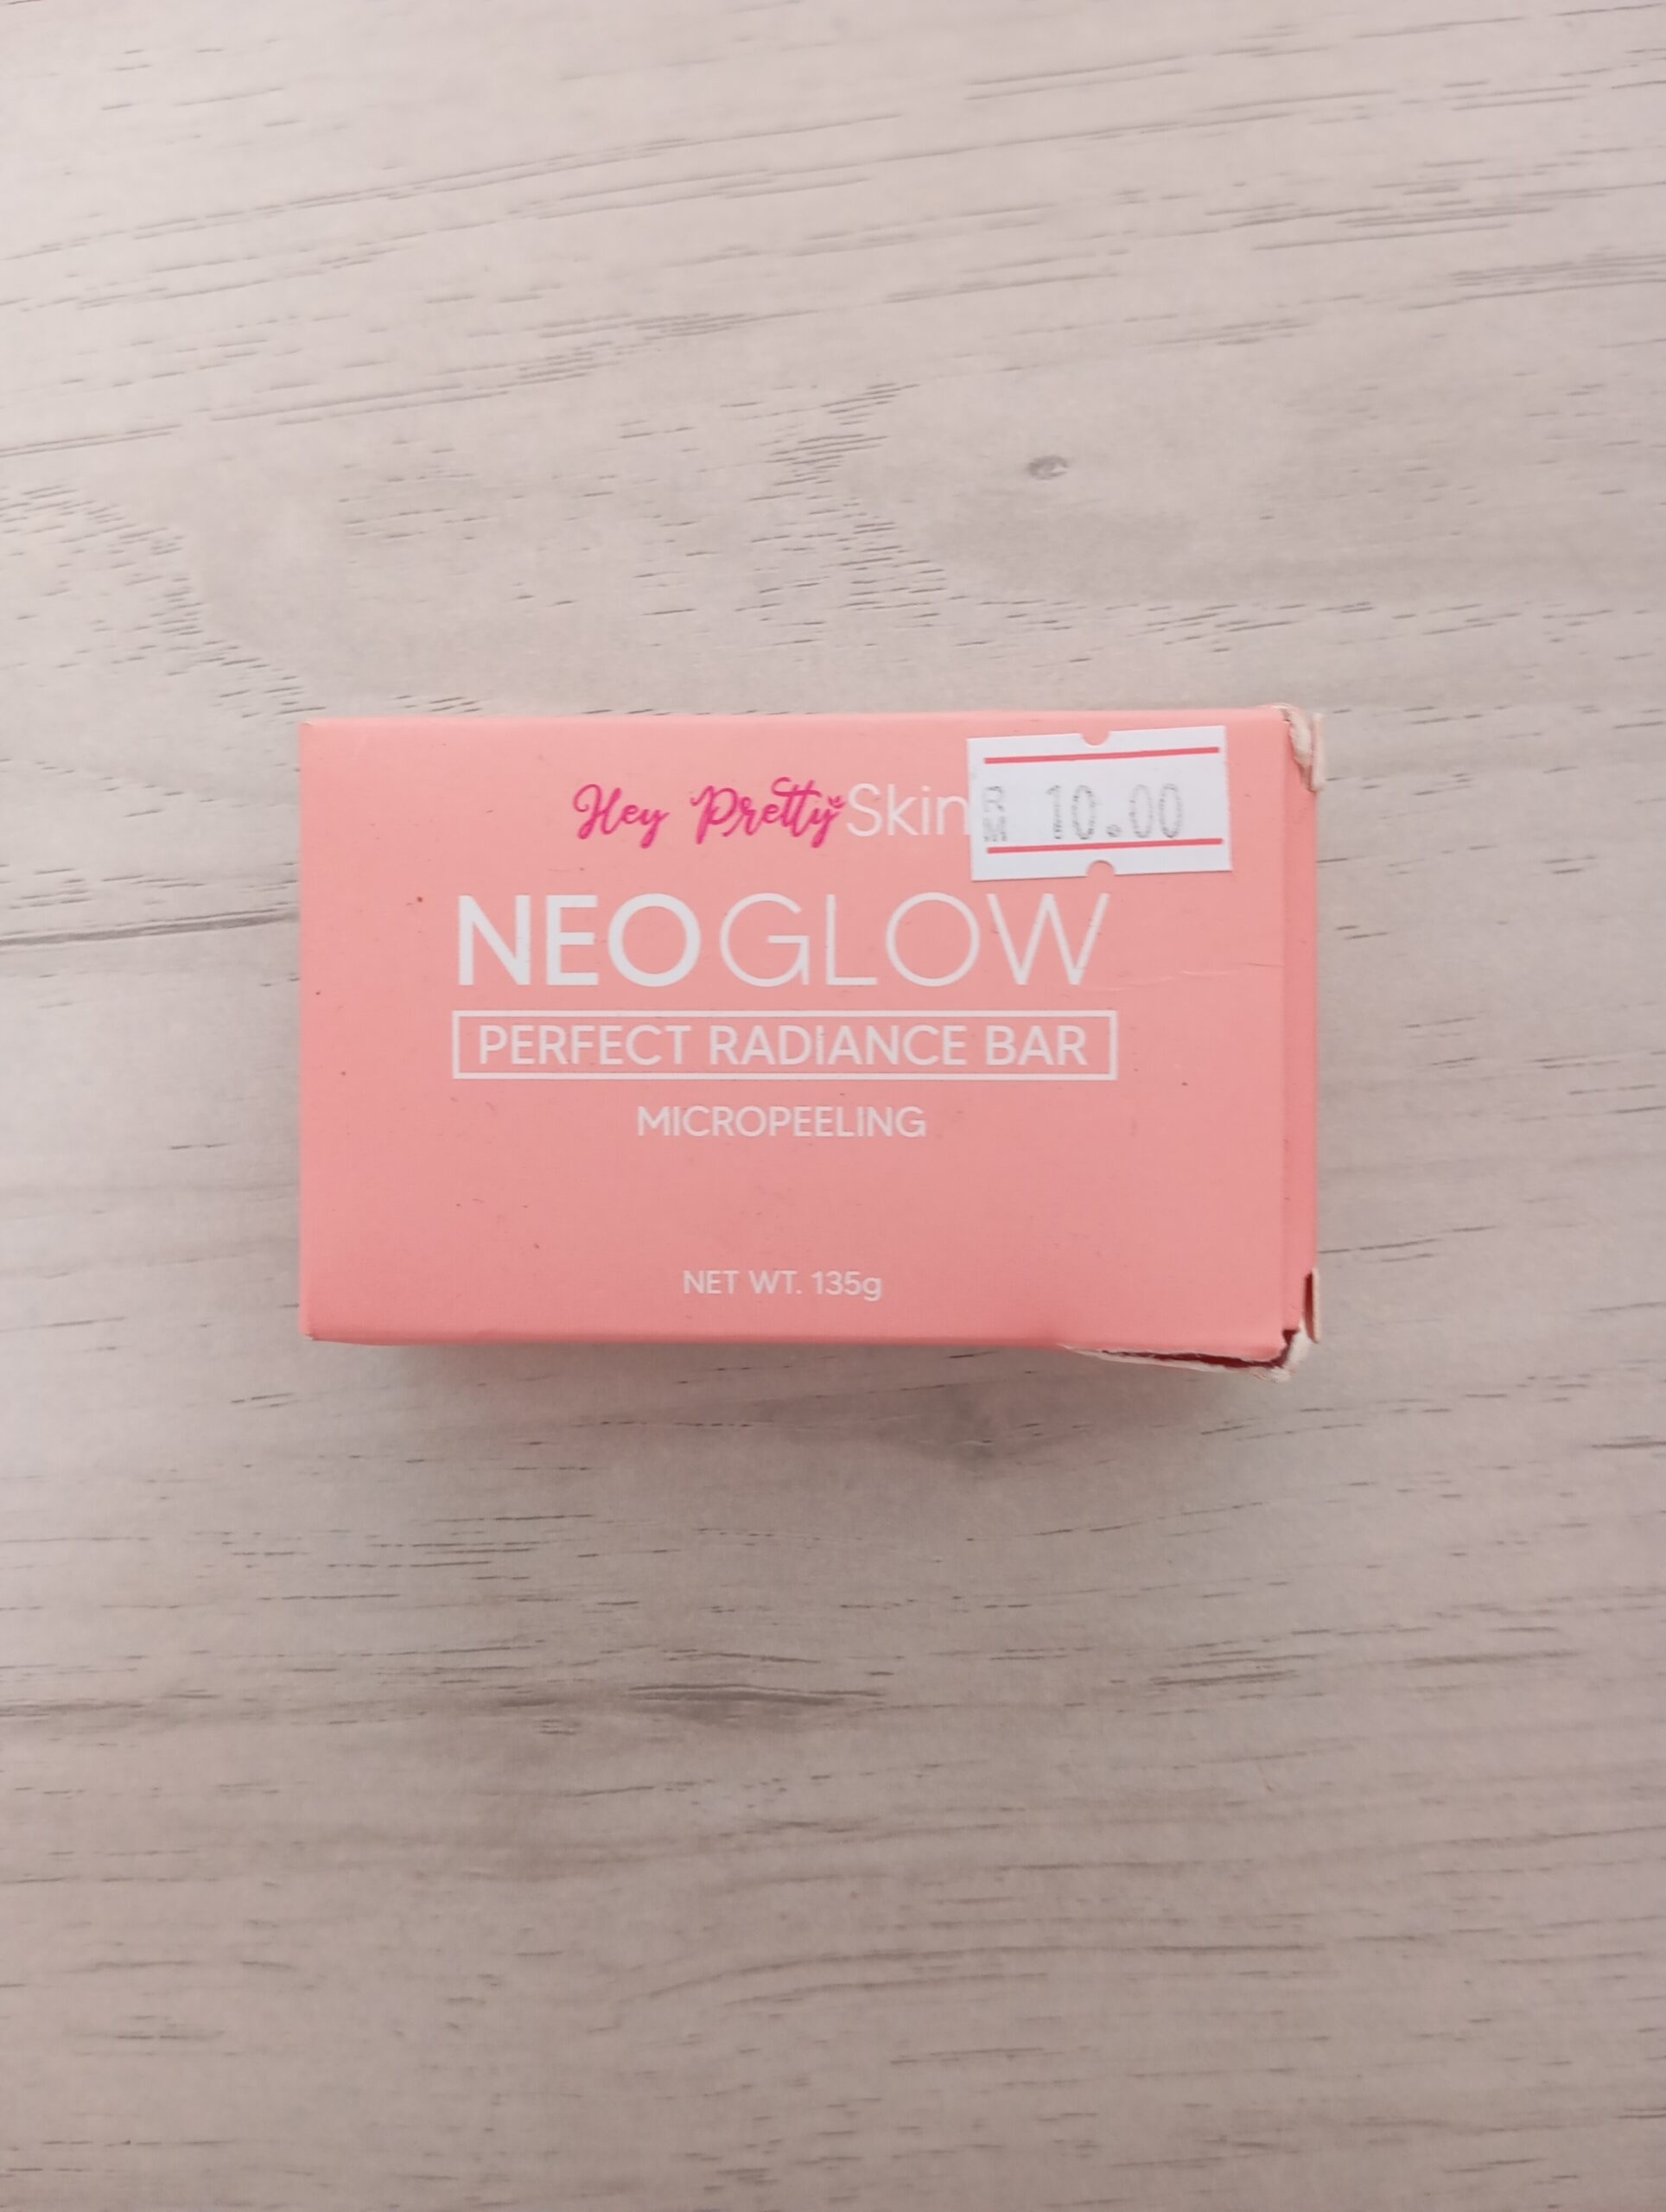 Hey Pretty Skin
RM 10.00
NEOGLOW
PERFECT RADIANCE BAR
MICROPEELING
NET WT. 135g